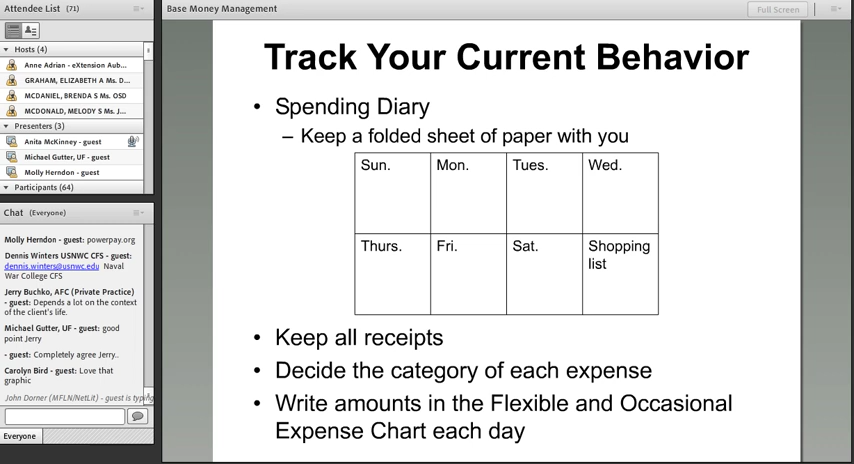 Attendee List (71)
Hosts (4)
Anne Adrian - eXtension Aub...
GRAHAM, ELIZABETH A Ms. D...
MCDANIEL, BRENDA S Ms. OSD
MCDONALD, MELODY S Ms. J...
Presenters (3)
Anita McKinney - guest
Michael Gutter, UF - guest
Molly Herndon - guest
Participants (64)
Chat (Everyone)
Molly Herndon - guest: powerpay.org
Dennis Winters USNWC CFS - guest:
dennis.winters@usnwc.edu Naval
War College CFS
Jerry Buchko, AFC (Private Practice)
- guest: Depends a lot on the context
of the client's life.
Michael Gutter, UF - guest: good
point Jerry
- guest: Completely agree Jerry..
Carolyn Bird - guest: Love that
graphic
John Dorner (MFLN/NetLit) - guest is typing
Everyone
Base Money Management
Full Screen
Track Your Current Behavior
• Spending Diary
– Keep a folded sheet of paper with you
Sun. Mon. Tues. Wed.
Thurs. Fri. Sat. Shopping
list
• Keep all receipts
• Decide the category of each expense
• Write amounts in the Flexible and Occasional
Expense Chart each day